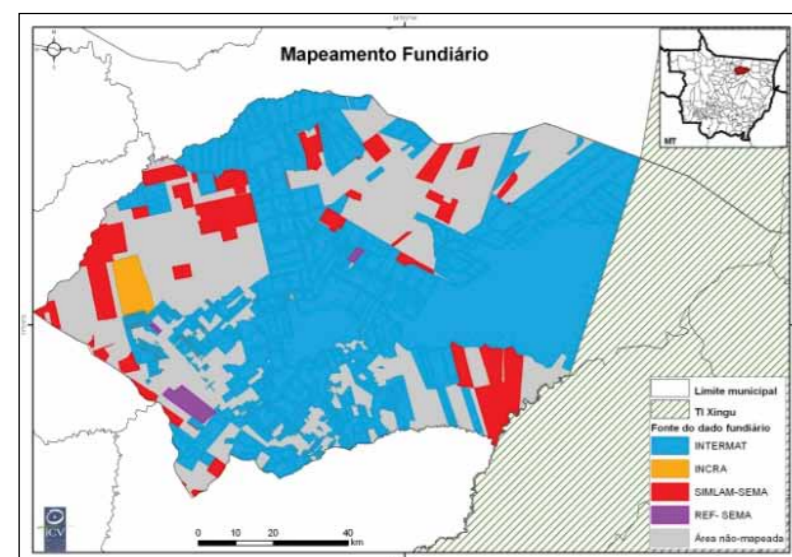 Mapeamento Fundiário
MT
Limite municipal
TI Xingu
Fonte do dado fundiário
INTERMAT
INCRA
SIMLAM-SEMA
REF- SEMA
Área não-mapeada
ICV
0 10 20 40
km